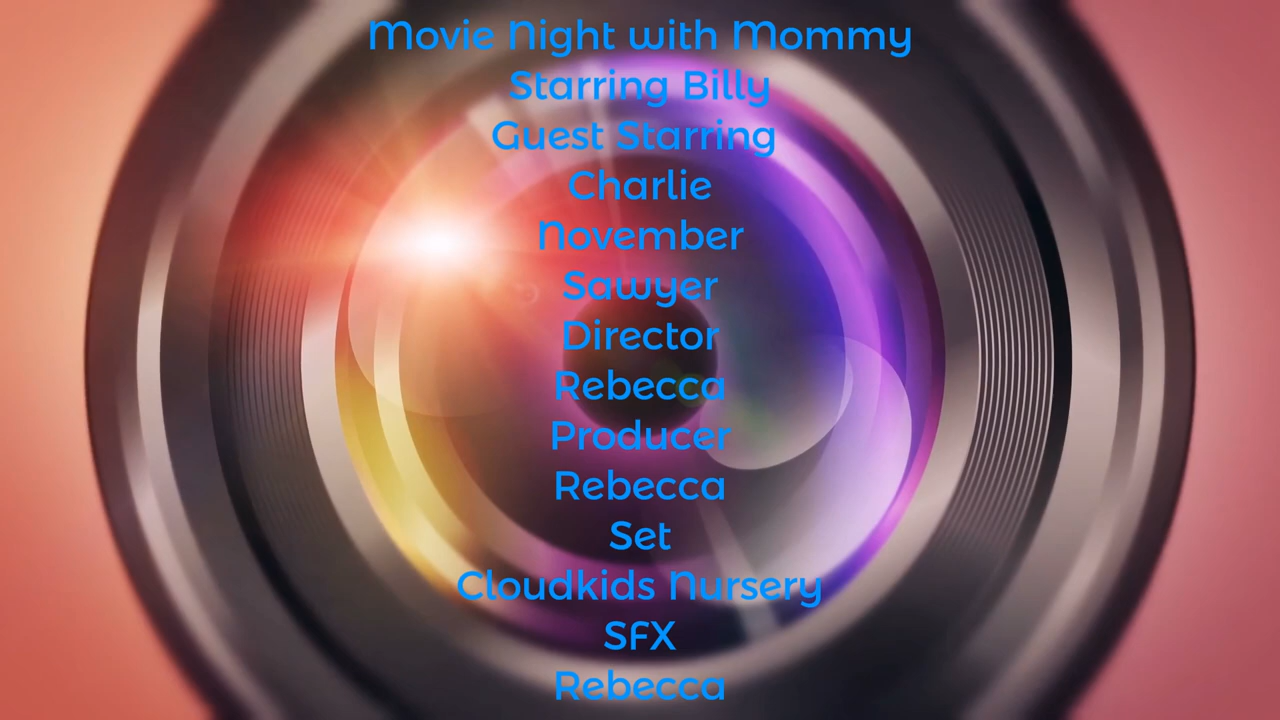 Movie Night with Mommy
Starring Billy
Guest Starring
Charlie
November
Sawyer
Director
Rebecca
Producer
Rebecca
Set
Cloudkids Nursery
SFX
Rebecca